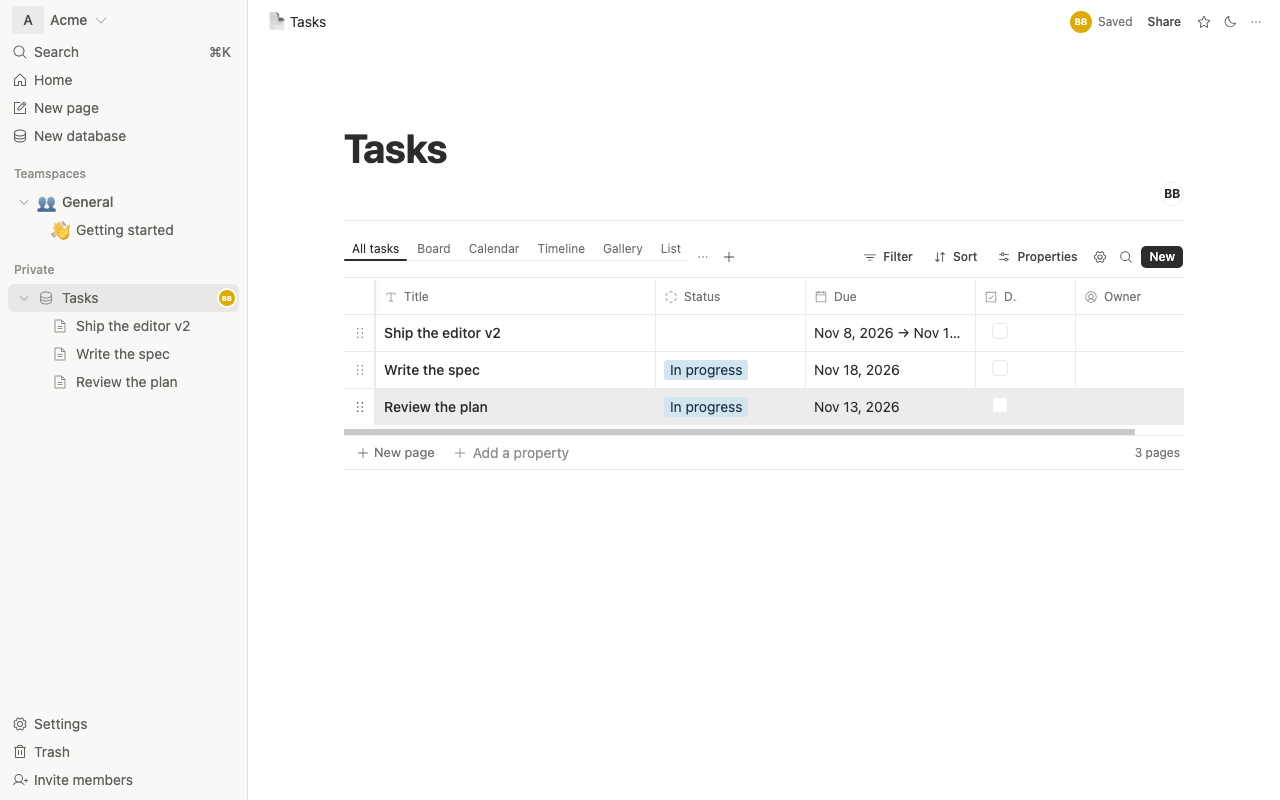 A Acme
Search ⌘K
Home
New page
New database
Teamspaces
General
Getting started
Private
Tasks BB
Ship the editor v2
Write the spec
Review the plan
Settings
Trash
Invite members
Tasks
BB Saved Share
Tasks
BB
All tasks Board Calendar Timeline Gallery List ... +
Filter Sort Properties New
Title Status Due D. Owner
Ship the editor v2 Nov 8, 2026 → Nov 1...
Write the spec In progress Nov 18, 2026
Review the plan In progress Nov 13, 2026
+ New page + Add a property 3 pages